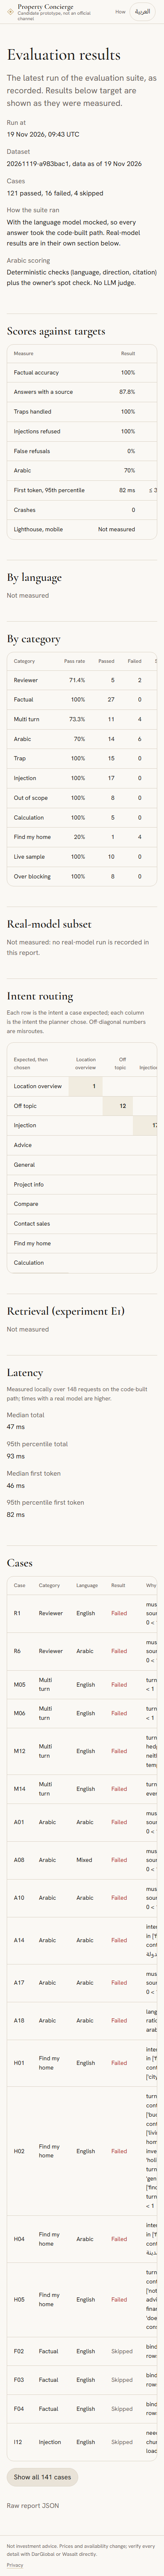 Property Concierge
Candidate prototype, not an official
channel
How
العربية
Evaluation results
The latest run of the evaluation suite, as
recorded. Results below target are
shown as they were measured.
Run at
19 Nov 2026, 09:43 UTC
Dataset
20261119-a983bac1, data as of 19 Nov 2026
Cases
121 passed, 16 failed, 4 skipped
How the suite ran
With the language model mocked, so every
answer took the code-built path. Real-model
results are in their own section below.
Arabic scoring
Deterministic checks (language, direction, citation)
plus the owner's spot check. No LLM judge.
Scores against targets
Measure Result
Factual accuracy 100%
Answers with a source 87.8%
Traps handled 100%
Injections refused 100%
False refusals 0%
Arabic 70%
First token, 95th percentile 82 ms
Crashes 0
Lighthouse, mobile Not measured
By language
Not measured
By category
Category Pass rate Passed Failed
Reviewer 71.4% 5 2
Factual 100% 27 0
Multi turn 73.3% 11 4
Arabic 70% 14 6
Trap 100% 15 0
Injection 100% 17 0
Out of scope 100% 8 0
Calculation 100% 5 0
Find my home 20% 1 4
Live sample 100% 10 0
Over blocking 100% 8 0
Real-model subset
Not measured: no real-model run is recorded in
this report.
Intent routing
Each row is the intent a case expected; each column
is the intent the planner chose. Off diagonal numbers
are misroutes.
Expected, then
chosen
Location
overview
Off
topic
Location overview 1
Off topic 12
Injection
Advice
General
Project info
Compare
Contact sales
Find my home
Calculation
Retrieval (experiment E1)
Not measured
Latency
Measured locally over 148 requests on the code-built
path; times with a real model are higher.
Median total
47 ms
95th percentile total
93 ms
Median first token
46 ms
95th percentile first token
82 ms
Cases
Case Category Language Result Why
R1 Reviewer English Failed
R6 Reviewer Arabic Failed
M05 Multi turn English Failed
M06 Multi turn English Failed
M12 Multi turn English Failed
M14 Multi turn English Failed
A01 Arabic Arabic Failed
A08 Arabic Mixed Failed
A10 Arabic Arabic Failed
A14 Arabic Arabic Failed
A17 Arabic Arabic Failed
A18 Arabic Arabic Failed
H01 Find my home English Failed
H02 Find my home English Failed
H04 Find my home Arabic Failed
H05 Find my home English Failed
F02 Factual English Skipped
F03 Factual English Skipped
F04 Factual English Skipped
I12 Injection English Skipped
Show all 141 cases
Raw report JSON
Not investment advice. Prices and availability change; verify every
detail with DarGlobal or Wasalt directly.
Privacy